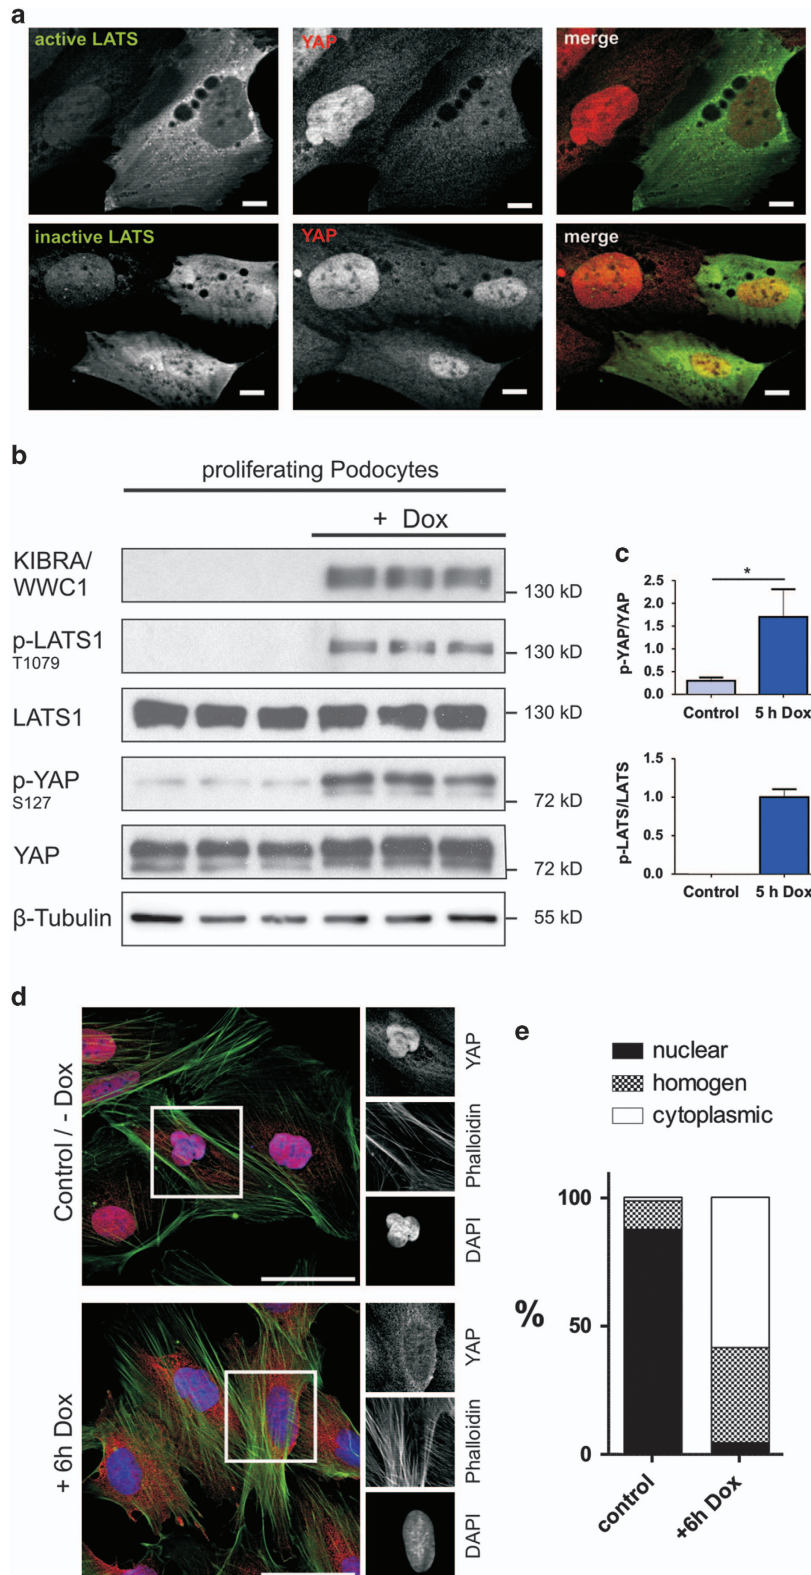 a
active LATS YAP merge
inactive LATS YAP merge
b
proliferating Podocytes
+ Dox
KIBRA/
WWC1
130 kD
p-LATS1
T1079
130 kD
LATS1
130 kD
p-YAP
S127
72 kD
YAP
72 kD
β-Tubulin
55 kD
c
p-YAP/YAP
2.5
2.0
1.5
1.0
0.5
0.0
*
Control 5 h Dox
p-LATS/LATS
1.5
1.0
0.5
0.0
Control 5 h Dox
d
Control / - Dox
YAP
Phalloidin
DAPI
+ 6h Dox
YAP
Phalloidin
DAPI
e
nuclear
homogen
cytoplasmic
%
100
50
0
control
+6h Dox